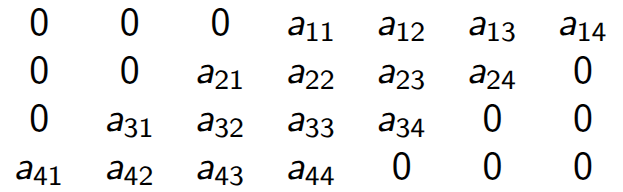 0 0 0 a₁₁ a₁₂ a₁₃ a₁₄
0 0 a₂₁ a₂₂ a₂₃ a₂₄ 0
0 a₃₁ a₃₂ a₃₃ a₃₄ 0 0
a₄₁ a₄₂ a₄₃ a₄₄ 0 0 0